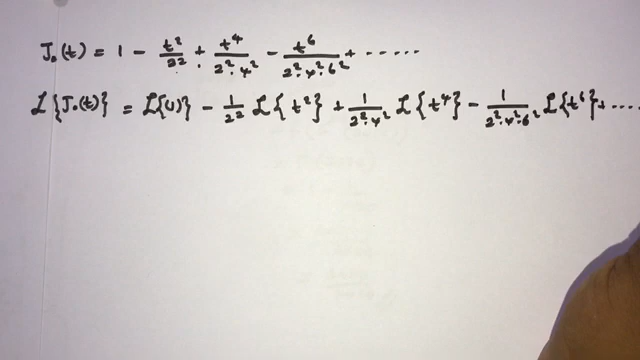 J₀(t) = 1 - t²/2² + t⁴/2²·4² - t⁶/2²·4²·6² + ·····
ℒ{J₀(t)} = ℒ{(1)} - 1/2² ℒ{t²} + 1/2²·4² ℒ{t⁴} - 1/2²·4²·6² ℒ{t⁶} + ····